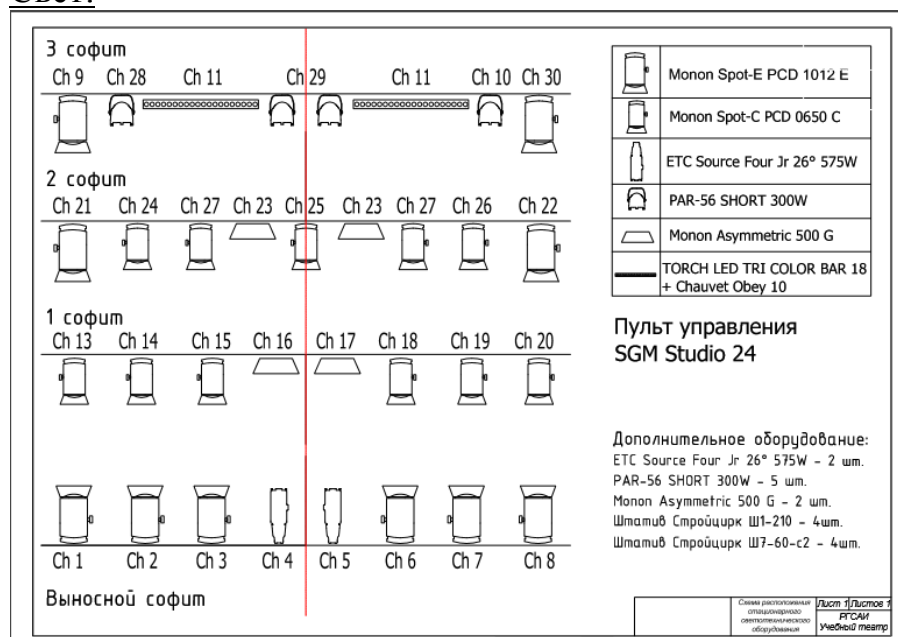 Свет:
3 софит
Ch 9 Ch 28 Ch 11 Ch 29 Ch 11 Ch 10 Ch 30
2 софит
Ch 21 Ch 24 Ch 27 Ch 23 Ch 25 Ch 23 Ch 27 Ch 26 Ch 22
1 софит
Ch 13 Ch 14 Ch 15 Ch 16 Ch 17 Ch 18 Ch 19 Ch 20
Ch 1 Ch 2 Ch 3 Ch 4 Ch 5 Ch 6 Ch 7 Ch 8
Выносной софит
Monon Spot-E PCD 1012 E
Monon Spot-C PCD 0650 C
ETC Source Four Jr 26° 575W
PAR-56 SHORT 300W
Monon Asymmetric 500 G
TORCH LED TRI COLOR BAR 18
+ Chauvet Obey 10
Пульт управления
SGM Studio 24
Дополнительное оборудование:
ETC Source Four Jr 26° 575W - 2 шт.
PAR-56 SHORT 300W - 5 шт.
Monon Asymmetric 500 G - 2 шт.
Штатив Стройцирк Ш1-210 - 4шт.
Штатив Стройцирк Ш7-60-с2 - 4шт.
Схема расположения
стационарного
светотехнического
оборудования
Лист 1 Листов 1
РГСАИ
Учебный театр